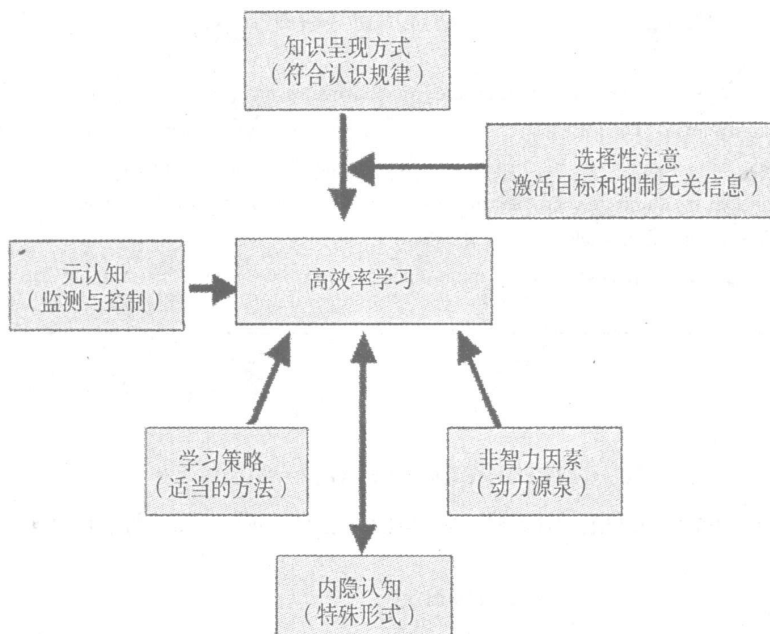 知识呈现方式
（符合认识规律）
选择性注意
（激活目标和抑制无关信息）
元认知
（监测与控制）
高效率学习
学习策略
（适当的方法）
非智力因素
（动力源泉）
内隐认知
（特殊形式）